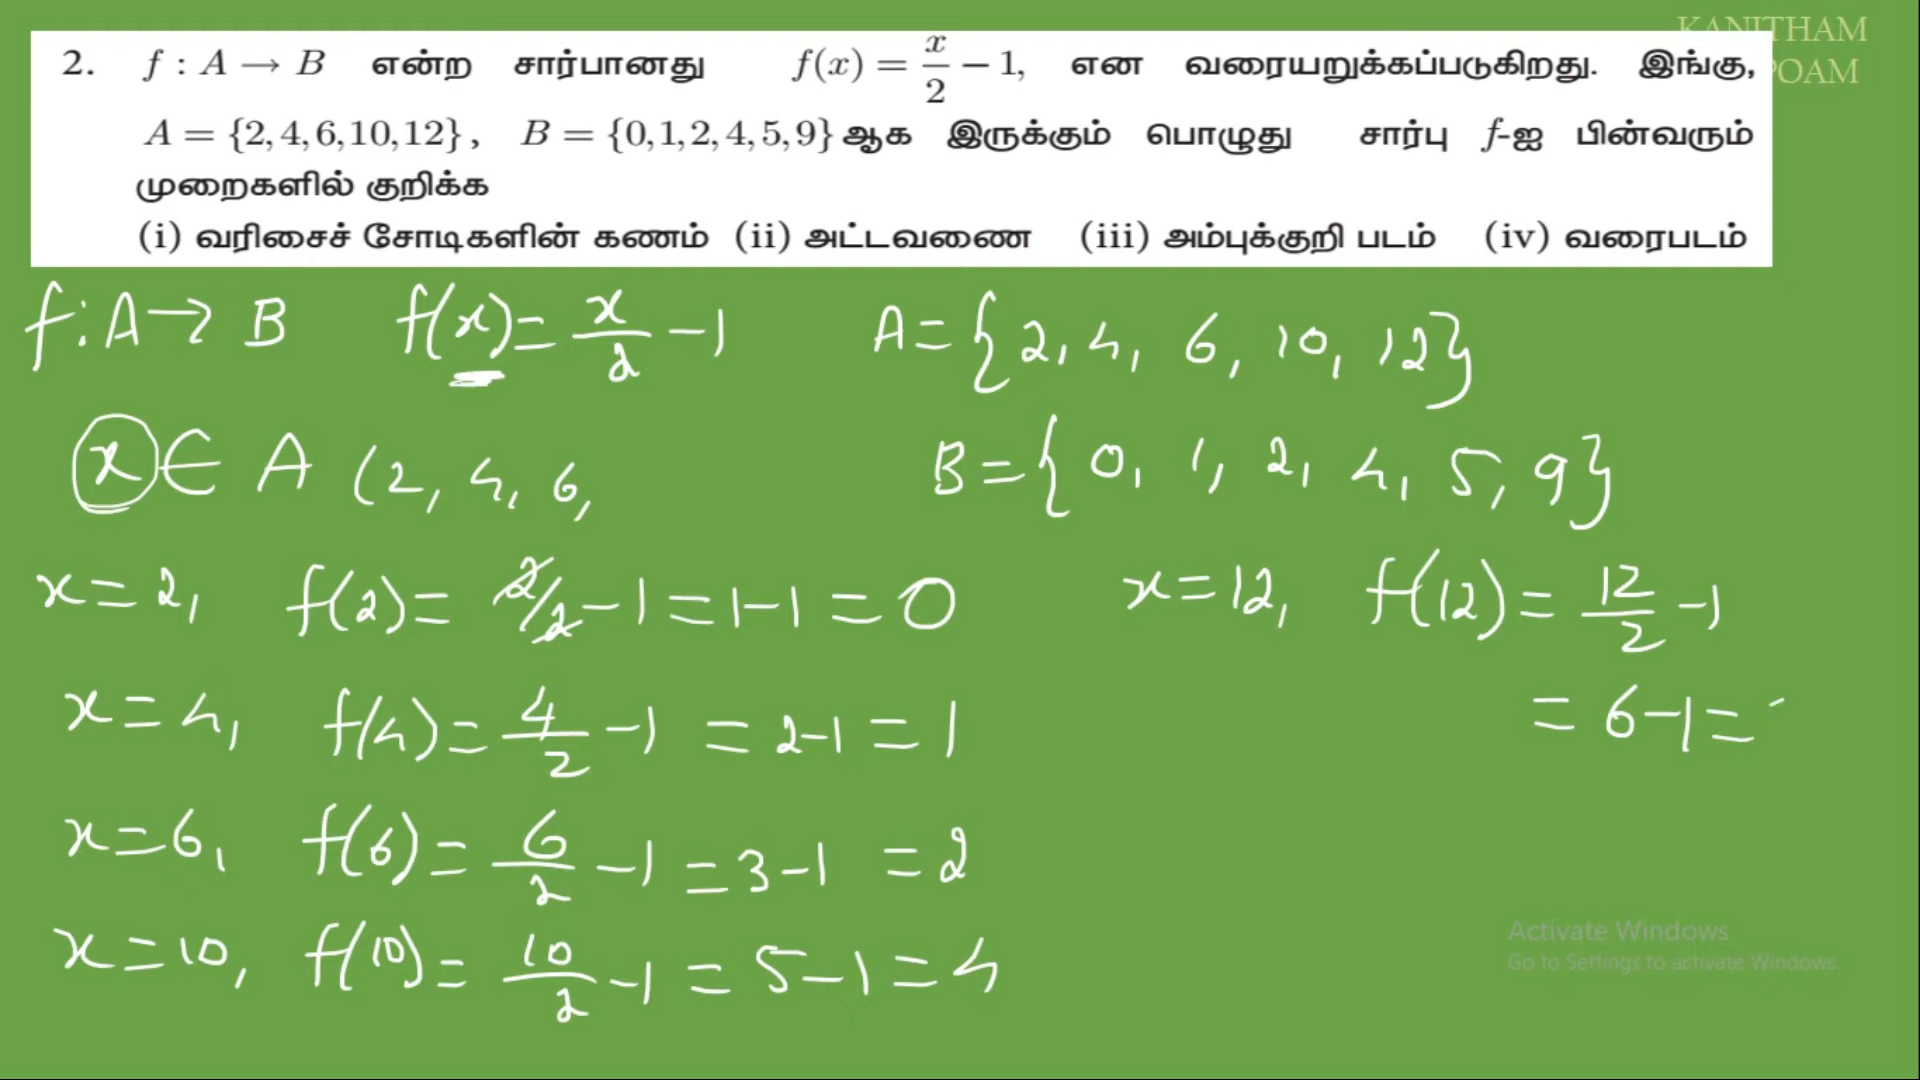 KANITHAM
POAM
2. f : A → B என்ற சார்பானது f(x) = x/2 − 1, என வரையறுக்கப்படுகிறது. இங்கு,
A = {2, 4, 6, 10, 12}, B = {0, 1, 2, 4, 5, 9} ஆக இருக்கும் பொழுது சார்பு f-ஐ பின்வரும்
முறைகளில் குறிக்க
(i) வரிசைச் சோடிகளின் கணம் (ii) அட்டவணை (iii) அம்புக்குறி படம் (iv) வரைபடம்
f: A → B f(x) = x/2 − 1 A = {2, 4, 6, 10, 12}
x ∈ A (2, 4, 6, B = {0, 1, 2, 4, 5, 9}
x = 2, f(2) = 2/2 − 1 = 1 − 1 = 0 x = 12, f(12) = 12/2 − 1
x = 4, f(4) = 4/2 − 1 = 2 − 1 = 1 = 6 − 1 =
x = 6, f(6) = 6/2 − 1 = 3 − 1 = 2
x = 10, f(10) = 10/2 − 1 = 5 − 1 = 4
Activate Windows
Go to Settings to activate Windows.